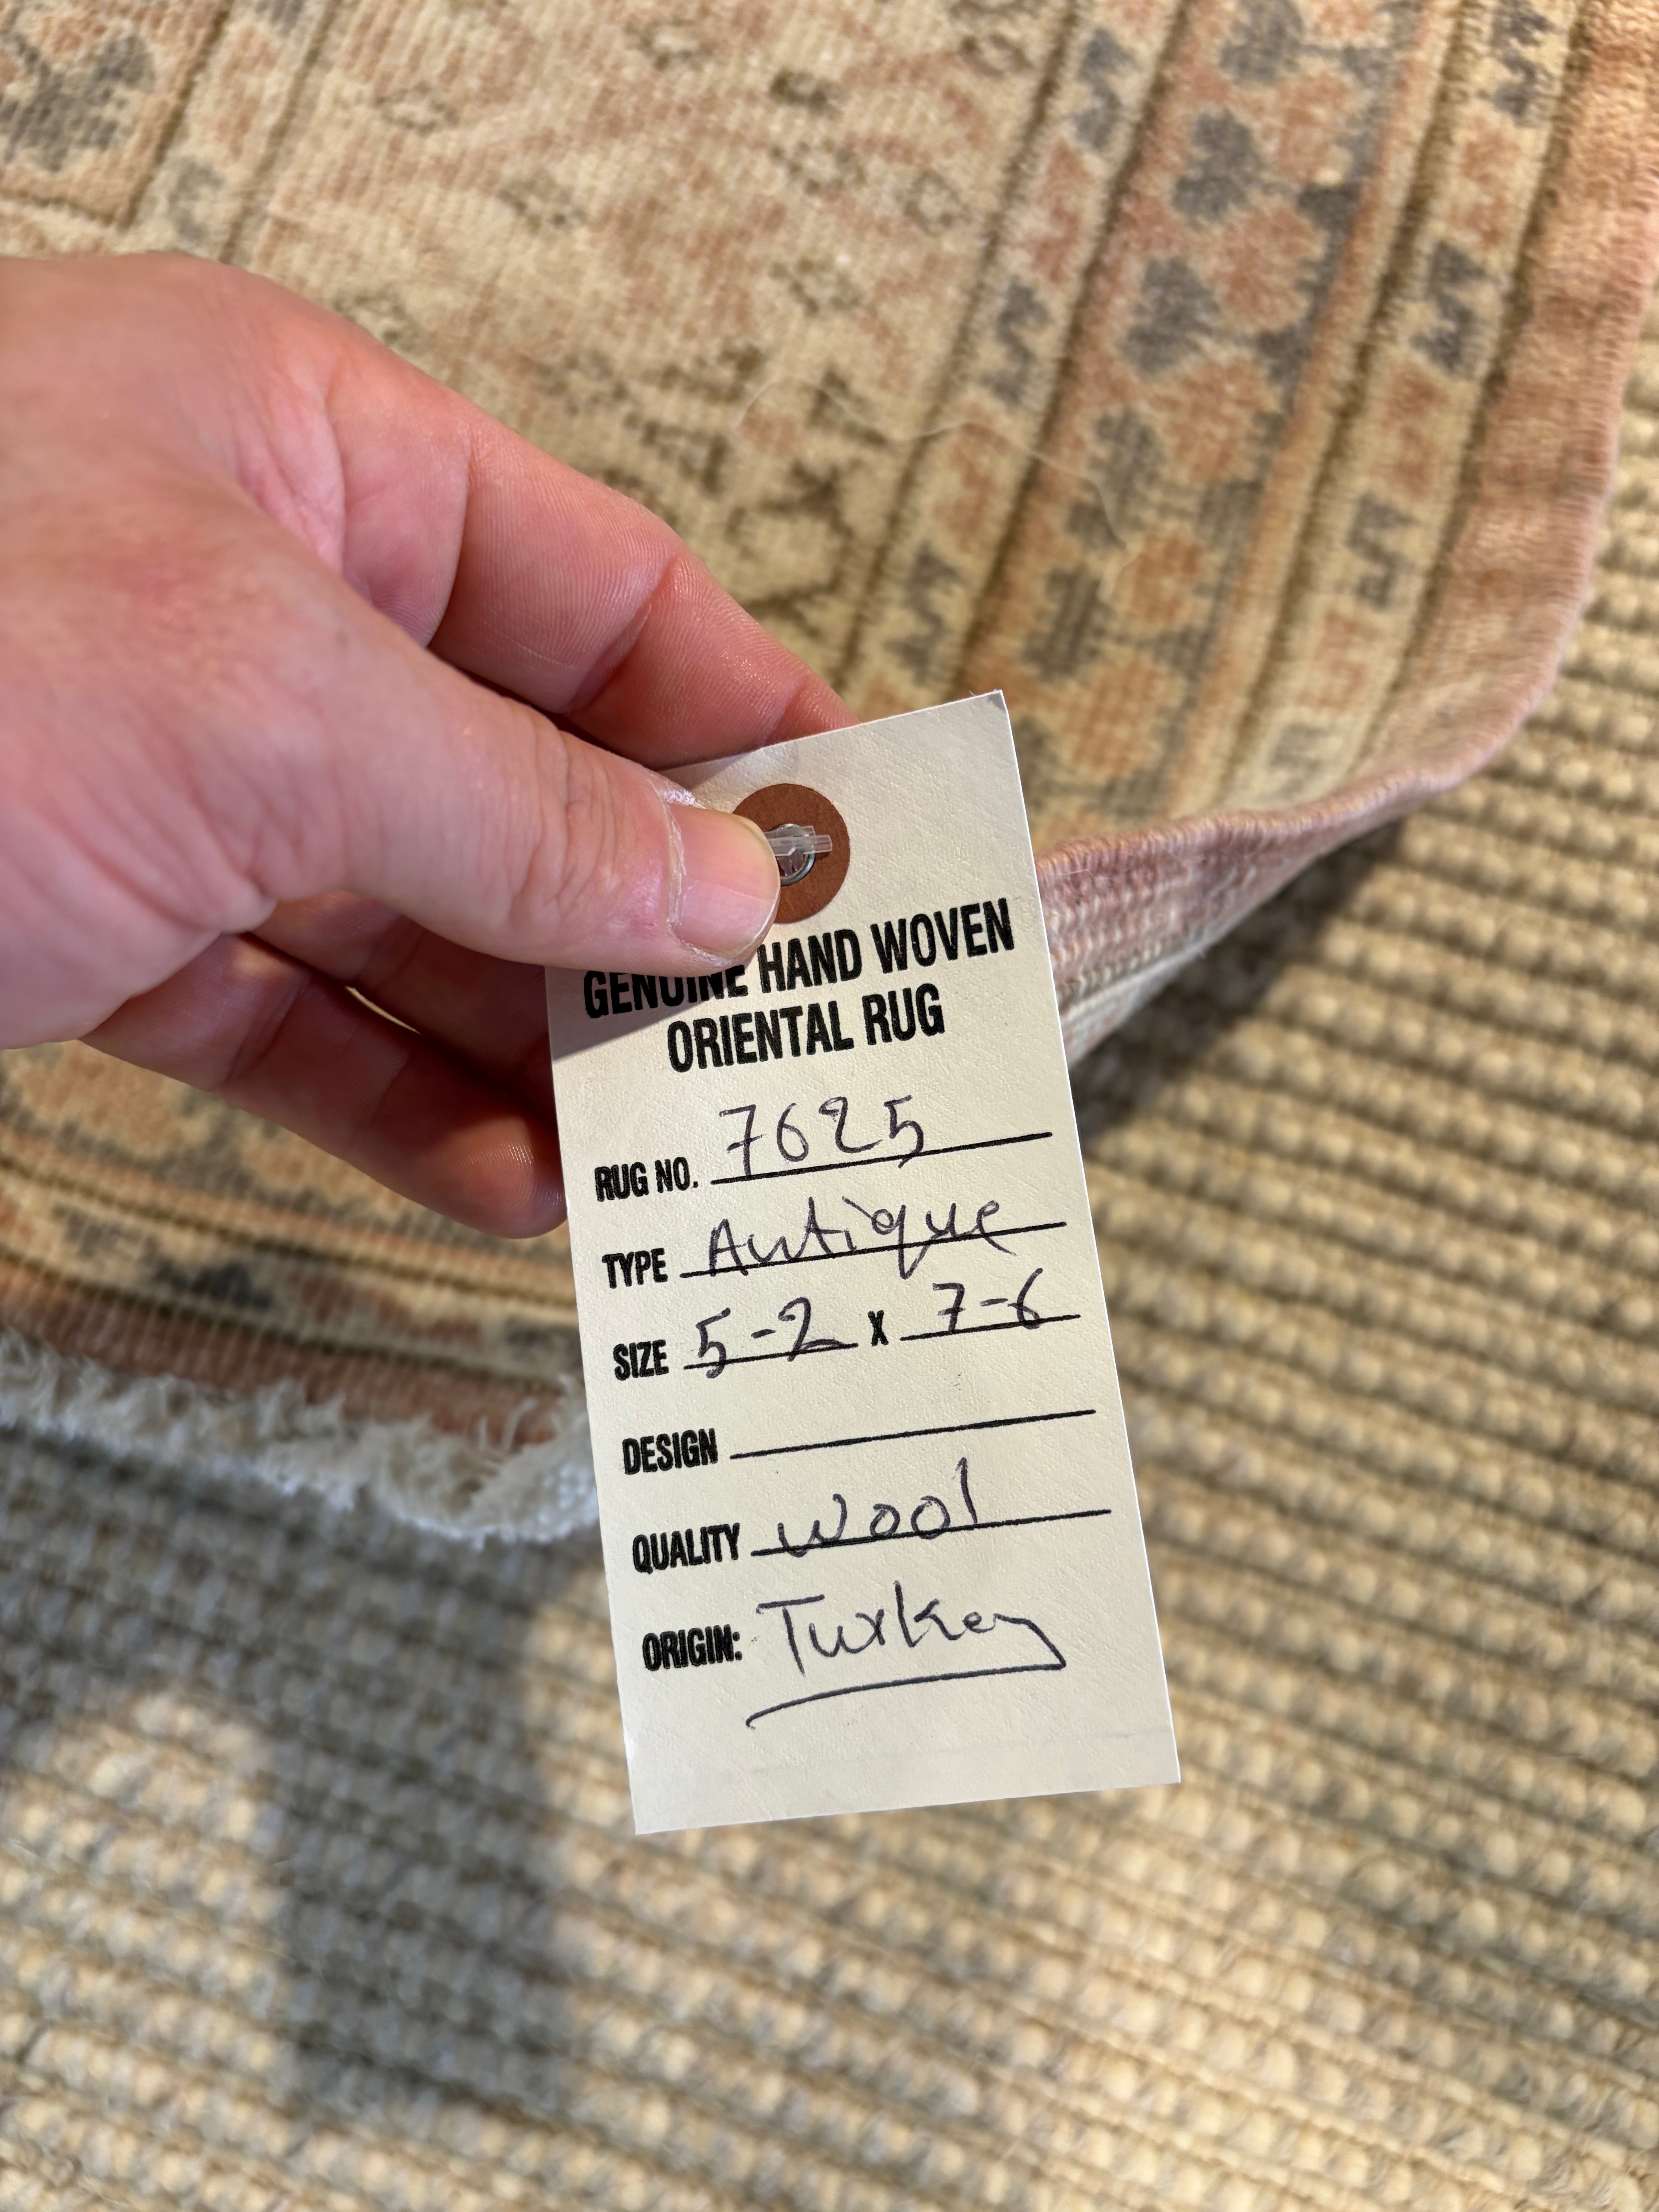 GENUINE HAND WOVEN
ORIENTAL RUG
RUG NO. 7625
TYPE Antique
SIZE 5-2 X 7-6
DESIGN
QUALITY wool
ORIGIN: Turkey